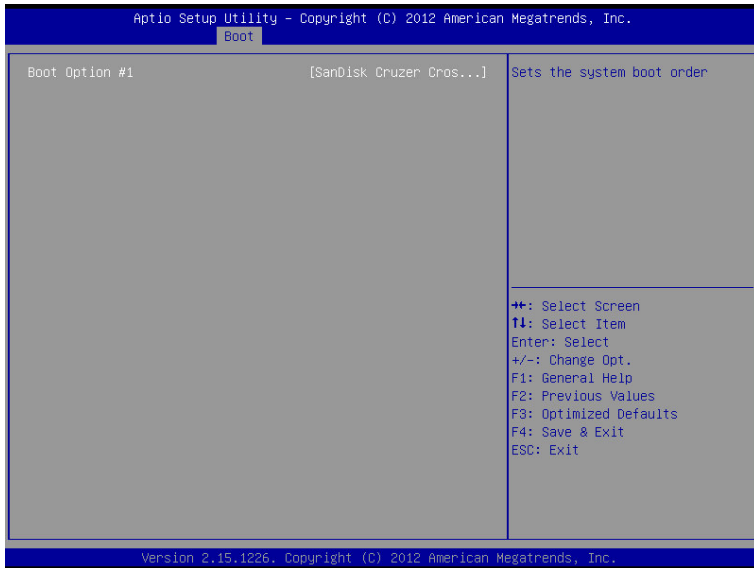 Aptio Setup Utility – Copyright (C) 2012 American Megatrends, Inc.
Boot
Boot Option #1 [SanDisk Cruzer Cros...]
Sets the system boot order
→←: Select Screen
↑↓: Select Item
Enter: Select
+/-: Change Opt.
F1: General Help
F2: Previous Values
F3: Optimized Defaults
F4: Save & Exit
ESC: Exit
Version 2.15.1226. Copyright (C) 2012 American Megatrends, Inc.